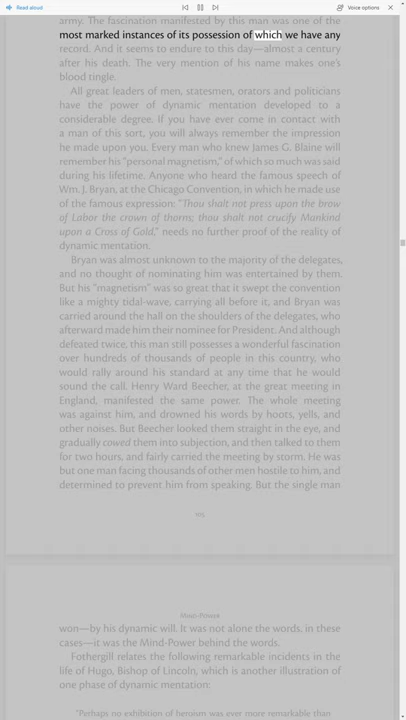 Read aloud
Voice options
army. The fascination manifested by this man was one of the
most marked instances of its possession of which we have any
record. And it seems to endure to this day—almost a century
after his death. The very mention of his name makes one's
blood tingle.
All great leaders of men, statesmen, orators and politicians
have the power of dynamic mentation developed to a
considerable degree. If you have ever come in contact with
a man of this sort, you will always remember the impression
he made upon you. Every man who knew James G. Blaine will
remember his "personal magnetism," of which so much was said
during his lifetime. Anyone who heard the famous speech of
Wm. J. Bryan, at the Chicago Convention, in which he made use
of the famous expression: "Thou shalt not press upon the brow
of Labor the crown of thorns; thou shalt not crucify Mankind
upon a Cross of Gold," needs no further proof of the reality of
dynamic mentation.
Bryan was almost unknown to the majority of the delegates,
and no thought of nominating him was entertained by them.
But his "magnetism" was so great that it swept the convention
like a mighty tidal-wave, carrying all before it, and Bryan was
carried around the hall on the shoulders of the delegates, who
afterward made him their nominee for President. And although
defeated twice, this man still possesses a wonderful fascination
over hundreds of thousands of people in this country, who
would rally around his standard at any time that he would
sound the call. Henry Ward Beecher, at the great meeting in
England, manifested the same power. The whole meeting
was against him, and drowned his words by hoots, yells, and
other noises. But Beecher looked them straight in the eye, and
gradually cowed them into subjection, and then talked to them
for two hours, and fairly carried the meeting by storm. He was
but one man facing thousands of other men hostile to him, and
determined to prevent him from speaking. But the single man
Mind-Power
won—by his dynamic will. It was not alone the words, in these
cases—it was the Mind-Power behind the words.
Fothergill relates the following remarkable incidents in the
life of Hugo, Bishop of Lincoln, which is another illustration of
one phase of dynamic mentation:
"Perhaps no exhibition of heroism was ever more remarkable than